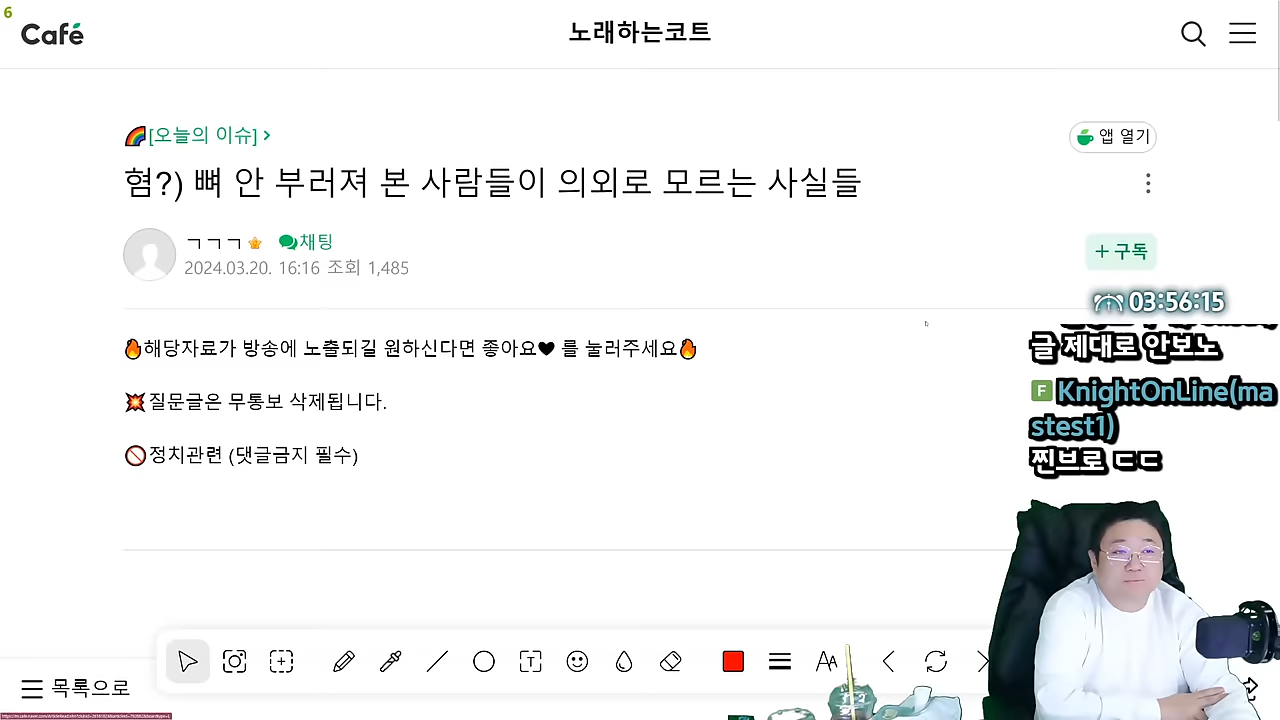 6
Café
노래하는코트
[오늘의 이슈] >
앱 열기
혐?) 뼈 안 부러져 본 사람들이 의외로 모르는 사실들
ㄱㄱㄱ 채팅
2024.03.20. 16:16 조회 1,485
+ 구독
03:56:15
해당자료가 방송에 노출되길 원하신다면 좋아요🖤 를 눌러주세요
글 제대로 안보노
질문글은 무통보 삭제됩니다.
F KnightOnLine(ma
stest1)
찐브로 ㄷㄷ
정치관련 (댓글금지 필수)
목록으로